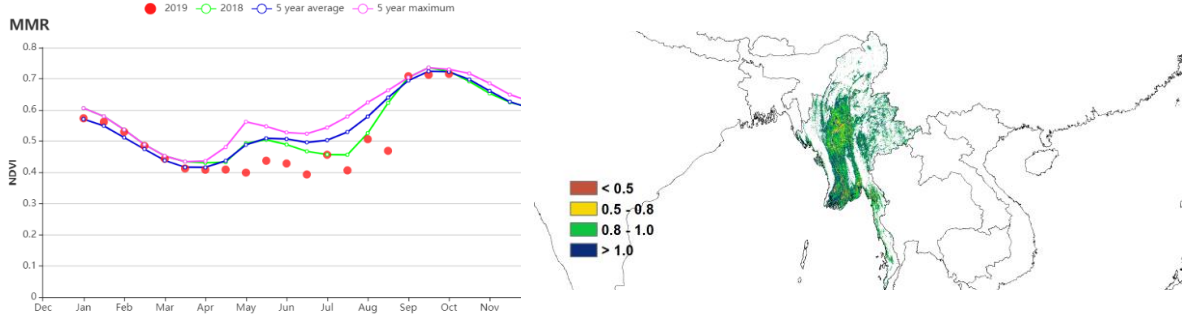 2019 2018 5 year average 5 year maximum
MMR
NDVI
0.8
0.7
0.6
0.5
0.4
0.3
0.2
0.1
0
Dec Jan Feb Mar Apr May Jun Jul Aug Sep Oct Nov
< 0.5
0.5 - 0.8
0.8 - 1.0
> 1.0